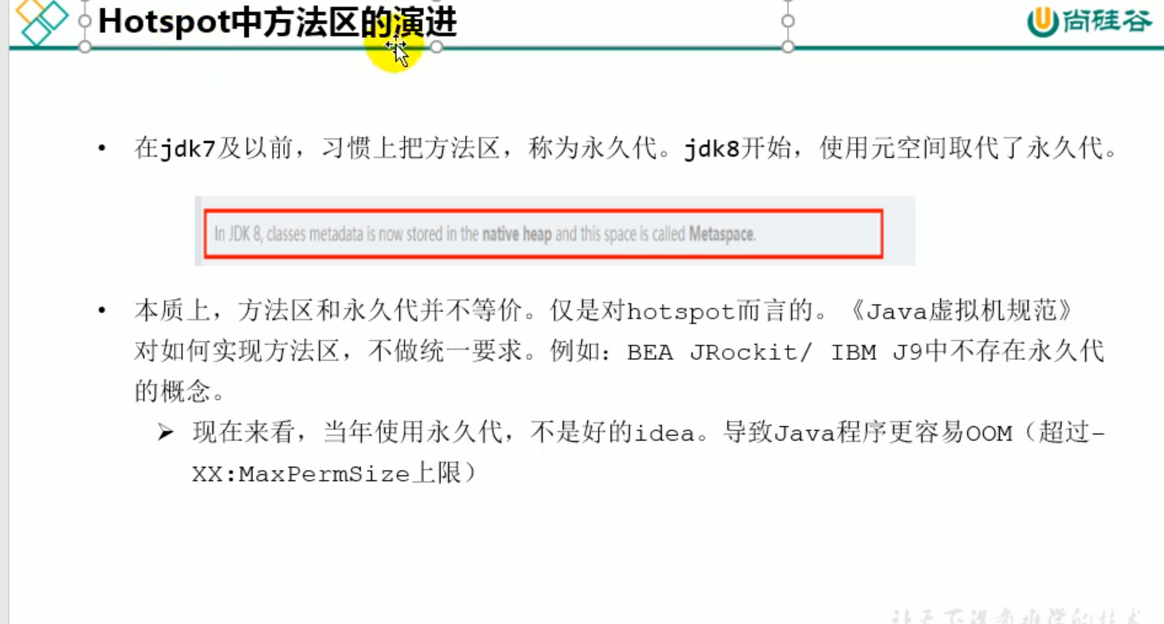 Hotspot中方法区的演进
尚硅谷
• 在jdk7及以前，习惯上把方法区，称为永久代。jdk8开始，使用元空间取代了永久代。
In JDK 8, classes metadata is now stored in the native heap and this space is called Metaspace.
• 本质上，方法区和永久代并不等价。仅是对hotspot而言的。《Java虚拟机规范》
对如何实现方法区，不做统一要求。例如：BEA JRockit/ IBM J9中不存在永久代
的概念。
➢ 现在来看，当年使用永久代，不是好的idea。导致Java程序更容易OOM（超过-
XX:MaxPermSize上限）
让天下没有难学的技术